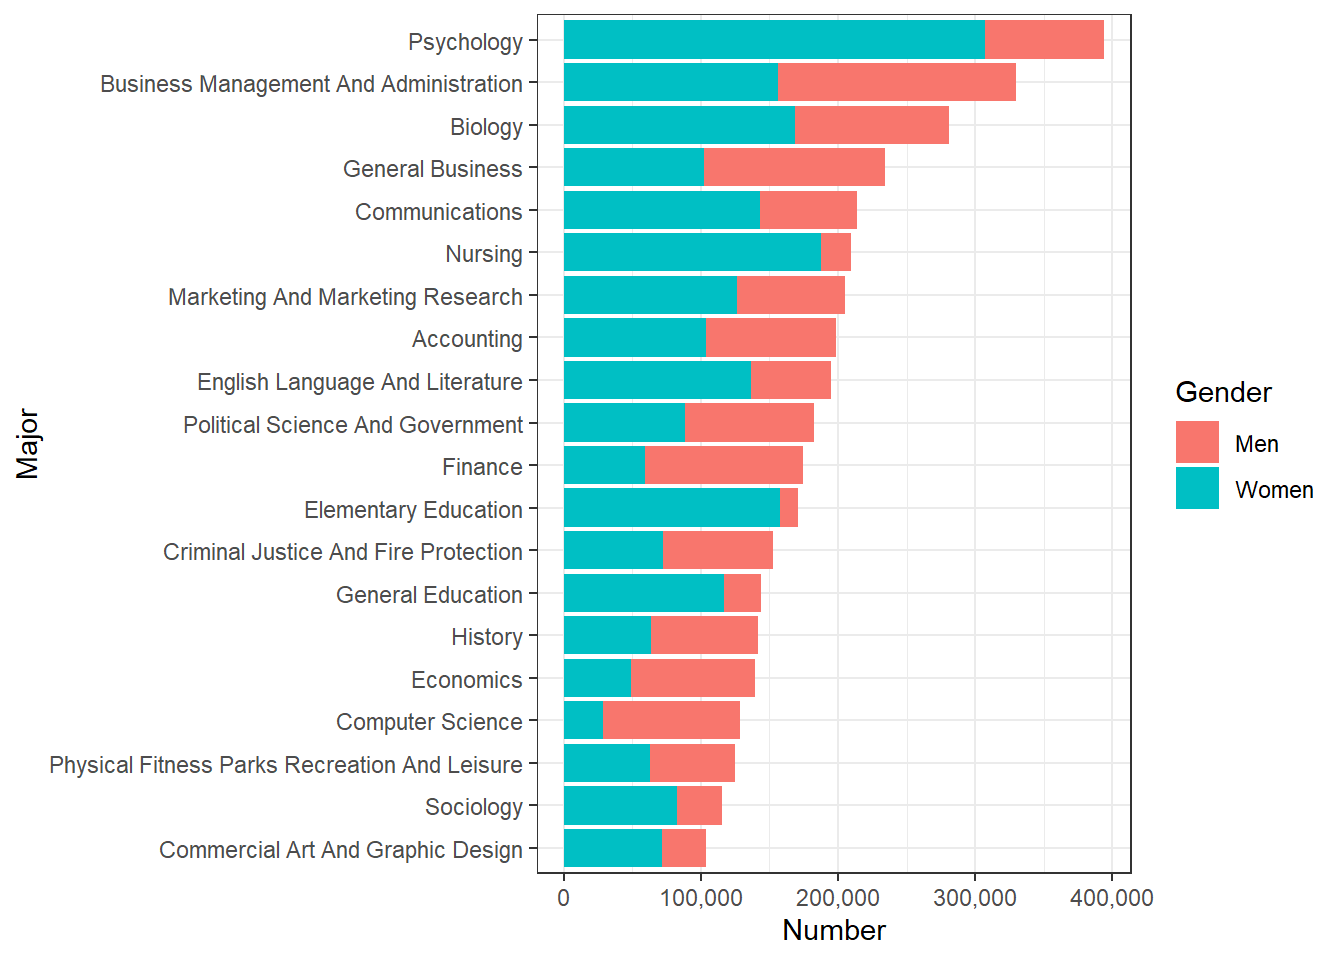 Psychology
Business Management And Administration
Biology
General Business
Communications
Nursing
Marketing And Marketing Research
Accounting
English Language And Literature
Political Science And Government
Finance
Elementary Education
Criminal Justice And Fire Protection
General Education
History
Economics
Computer Science
Physical Fitness Parks Recreation And Leisure
Sociology
Commercial Art And Graphic Design
Major
0 100,000 200,000 300,000 400,000
Number
Gender
Men
Women